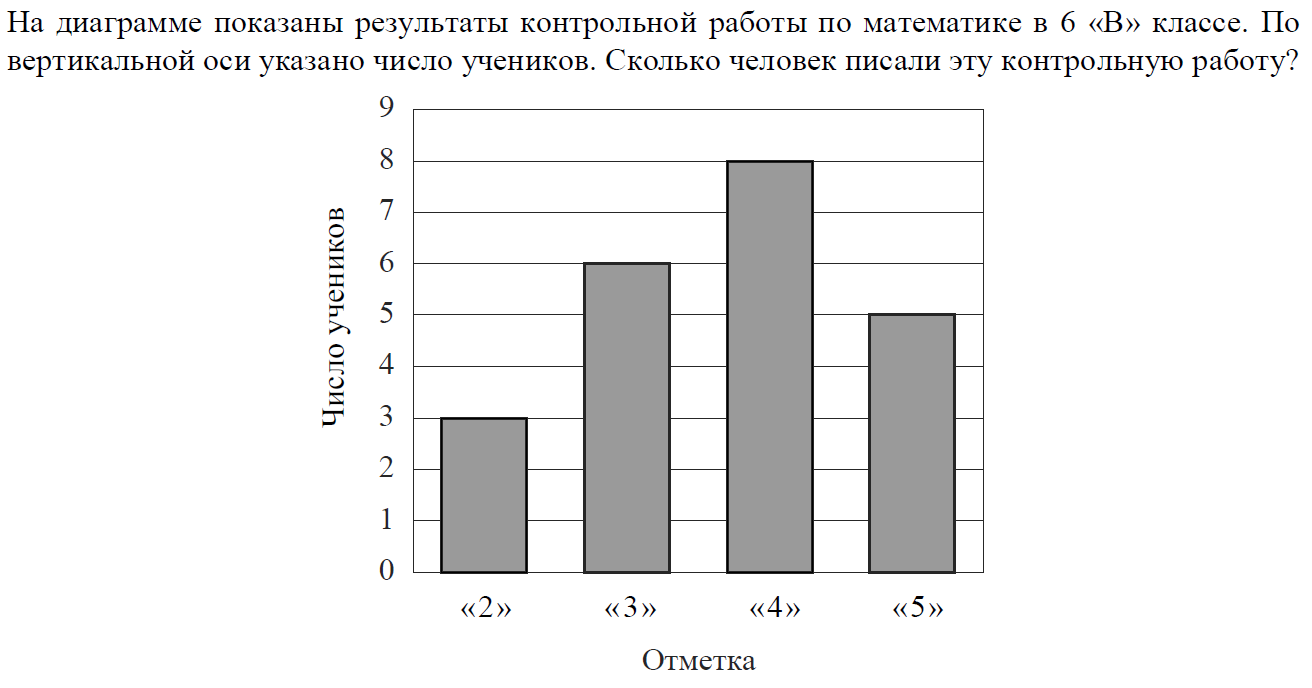 На диаграмме показаны результаты контрольной работы по математике в 6 «В» классе. По
вертикальной оси указано число учеников. Сколько человек писали эту контрольную работу?
9
8
7
6
5
4
3
2
1
0
Число учеников
«2» «3» «4» «5»
Отметка